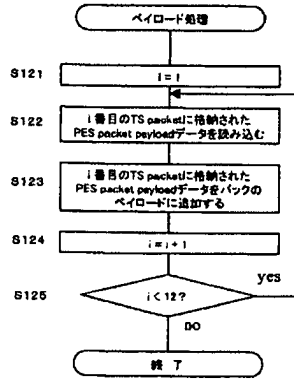 ペイロード処理
S121
i = 1
S122
i 番目のTS packetに格納された
PES packet payloadデータを読み込む
S123
i 番目のTS packetに格納された
PES packet payloadデータをパックの
ペイロードに追加する
S124
i = i + 1
S125
i < 12?
yes
no
終 了